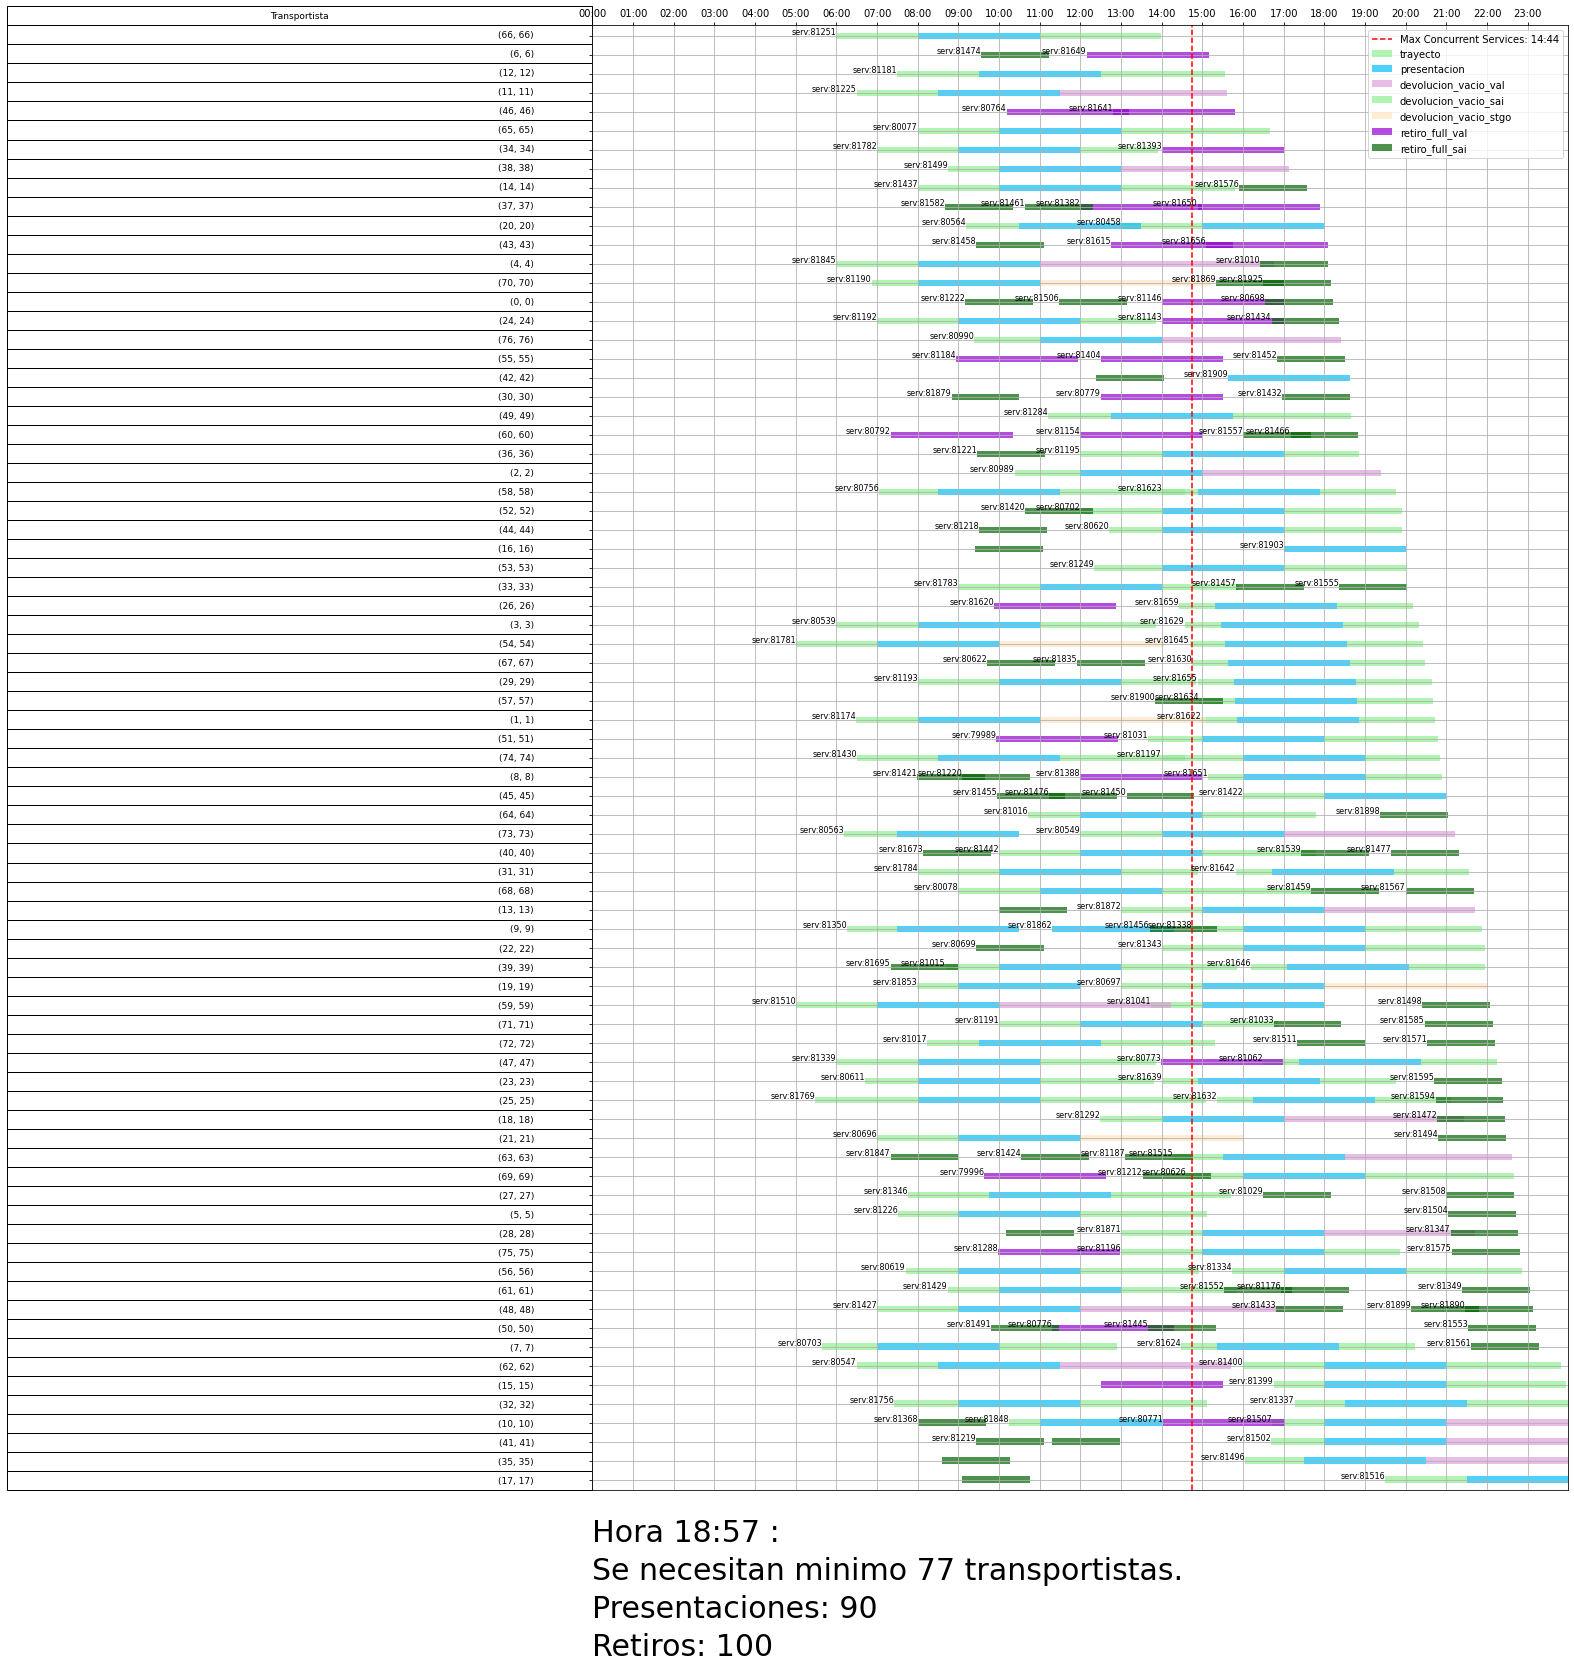 Transportista
00:00 01:00 02:00 03:00 04:00 05:00 06:00 07:00 08:00 09:00 10:00 11:00 12:00 13:00 14:00 15:00 16:00 17:00 18:00 19:00 20:00 21:00 22:00 23:00
Max Concurrent Services: 14:44
trayecto
presentacion
devolucion_vacio_val
devolucion_vacio_sai
devolucion_vacio_stgo
retiro_full_val
retiro_full_sai
(66, 66) serv:81251
(6, 6) serv:81474 serv:81649
(12, 12) serv:81181
(11, 11) serv:81225
(46, 46) serv:80764 serv:81641
(65, 65) serv:80077
(34, 34) serv:81782 serv:81393
(38, 38) serv:81499
(14, 14) serv:81437 serv:81576
(37, 37) serv:81582 serv:81461 serv:81382 serv:81650
(20, 20) serv:80564 serv:80458
(43, 43) serv:81458 serv:81615 serv:81656
(4, 4) serv:81845 serv:81010
(70, 70) serv:81190 serv:81869 serv:81925
(0, 0) serv:81222 serv:81506 serv:81146 serv:80698
(24, 24) serv:81192 serv:81143 serv:81434
(76, 76) serv:80990
(55, 55) serv:81184 serv:81404 serv:81452
(42, 42) serv:81909
(30, 30) serv:81879 serv:80779 serv:81432
(49, 49) serv:81284
(60, 60) serv:80792 serv:81154 serv:81557 serv:81466
(36, 36) serv:81221 serv:81195
(2, 2) serv:80989
(58, 58) serv:80756 serv:81623
(52, 52) serv:81420 serv:80702
(44, 44) serv:81218 serv:80620
(16, 16) serv:81903
(53, 53) serv:81249
(33, 33) serv:81783 serv:81457 serv:81555
(26, 26) serv:81620 serv:81659
(3, 3) serv:80539 serv:81629
(54, 54) serv:81781 serv:81645
(67, 67) serv:80622 serv:81835 serv:81630
(29, 29) serv:81193 serv:81655
(57, 57) serv:81900 serv:81634
(1, 1) serv:81174 serv:81622
(51, 51) serv:79989 serv:81031
(74, 74) serv:81430 serv:81197
(8, 8) serv:81421 serv:81220 serv:81388 serv:81651
(45, 45) serv:81455 serv:81476 serv:81450 serv:81422
(64, 64) serv:81016 serv:81898
(73, 73) serv:80563 serv:80549
(40, 40) serv:81673 serv:81442 serv:81539 serv:81477
(31, 31) serv:81784 serv:81642
(68, 68) serv:80078 serv:81459 serv:81567
(13, 13) serv:81872
(9, 9) serv:81350 serv:81862 serv:81456 serv:81338
(22, 22) serv:80699 serv:81343
(39, 39) serv:81695 serv:81015 serv:81646
(19, 19) serv:81853 serv:80697
(59, 59) serv:81510 serv:81041 serv:81498
(71, 71) serv:81191 serv:81033 serv:81585
(72, 72) serv:81017 serv:81511 serv:81571
(47, 47) serv:81339 serv:80773 serv:81062
(23, 23) serv:80611 serv:81639 serv:81595
(25, 25) serv:81769 serv:81632 serv:81594
(18, 18) serv:81292 serv:81472
(21, 21) serv:80696 serv:81494
(63, 63) serv:81847 serv:81424 serv:81187 serv:81515
(69, 69) serv:79996 serv:81212 serv:80626
(27, 27) serv:81346 serv:81029 serv:81508
(5, 5) serv:81226 serv:81504
(28, 28) serv:81871 serv:81347
(75, 75) serv:81288 serv:81196 serv:81575
(56, 56) serv:80619 serv:81334
(61, 61) serv:81429 serv:81552 serv:81176 serv:81349
(48, 48) serv:81427 serv:81433 serv:81899 serv:81890
(50, 50) serv:81491 serv:80776 serv:81445 serv:81553
(7, 7) serv:80703 serv:81624 serv:81561
(62, 62) serv:80547 serv:81400
(15, 15) serv:81399
(32, 32) serv:81756 serv:81337
(10, 10) serv:81368 serv:81848 serv:80771 serv:81507
(41, 41) serv:81219 serv:81502
(35, 35) serv:81496
(17, 17) serv:81516
Hora 18:57 :
Se necesitan minimo 77 transportistas.
Presentaciones: 90
Retiros: 100